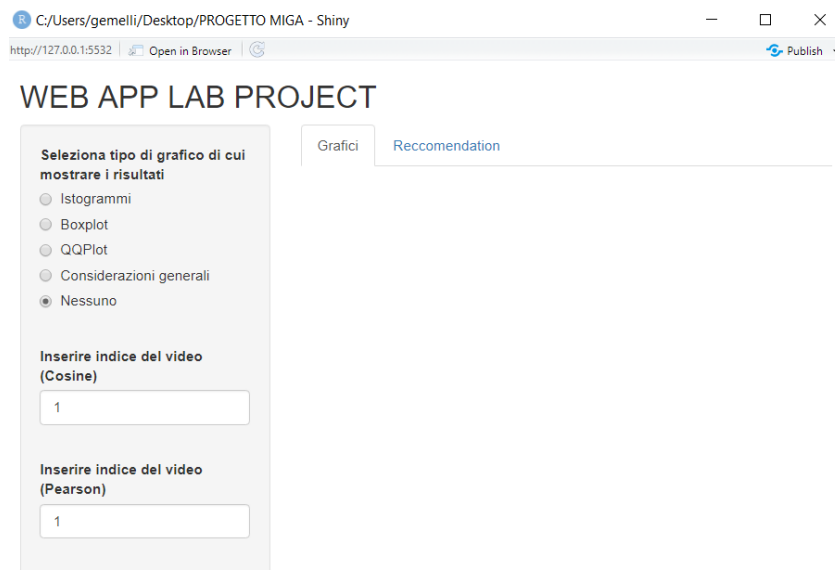 R C:/Users/gemelli/Desktop/PROGETTO MIGA - Shiny
http://127.0.0.1:5532 Open in Browser Publish
WEB APP LAB PROJECT
Grafici Reccomendation
Seleziona tipo di grafico di cui
mostrare i risultati
Istogrammi
Boxplot
QQPlot
Considerazioni generali
Nessuno
Inserire indice del video
(Cosine)
1
Inserire indice del video
(Pearson)
1